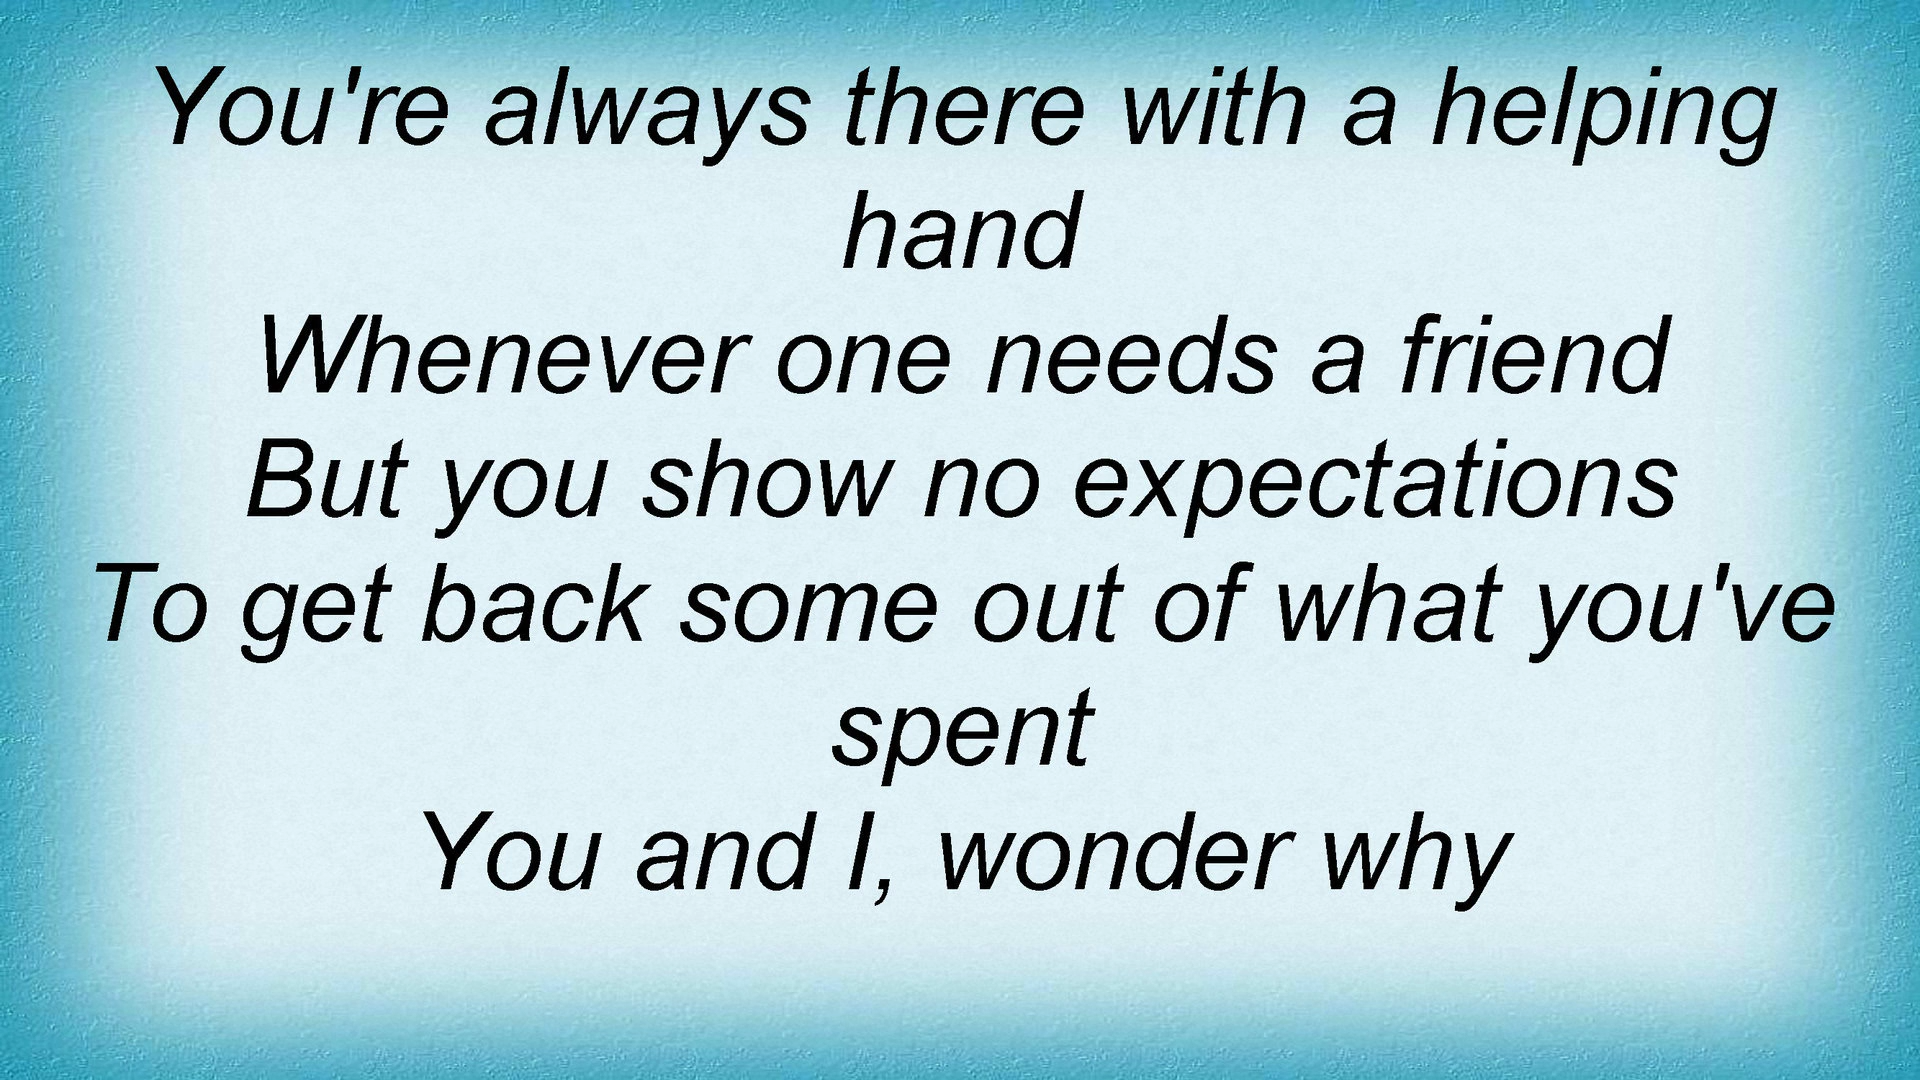 You're always there with a helping
hand
Whenever one needs a friend
But you show no expectations
To get back some out of what you've
spent
You and I, wonder why